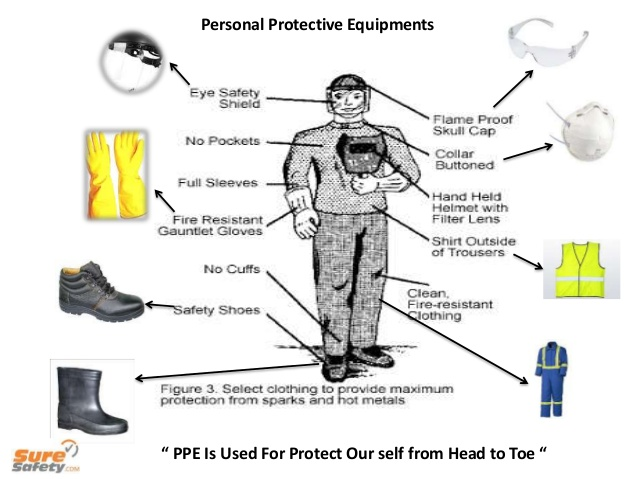 Personal Protective Equipments
Eye Safety
Shield
No Pockets
Full Sleeves
Fire Resistant
Gauntlet Gloves
No Cuffs
Safety Shoes
Flame Proof
Skull Cap
Collar
Buttoned
Hand Held
Helmet with
Filter Lens
Shirt Outside
of Trousers
Clean,
Fire-resistant
Clothing
Figure 3. Select clothing to provide maximum
protection from sparks and hot metals
Sure
Safety.COM
“ PPE Is Used For Protect Our self from Head to Toe “